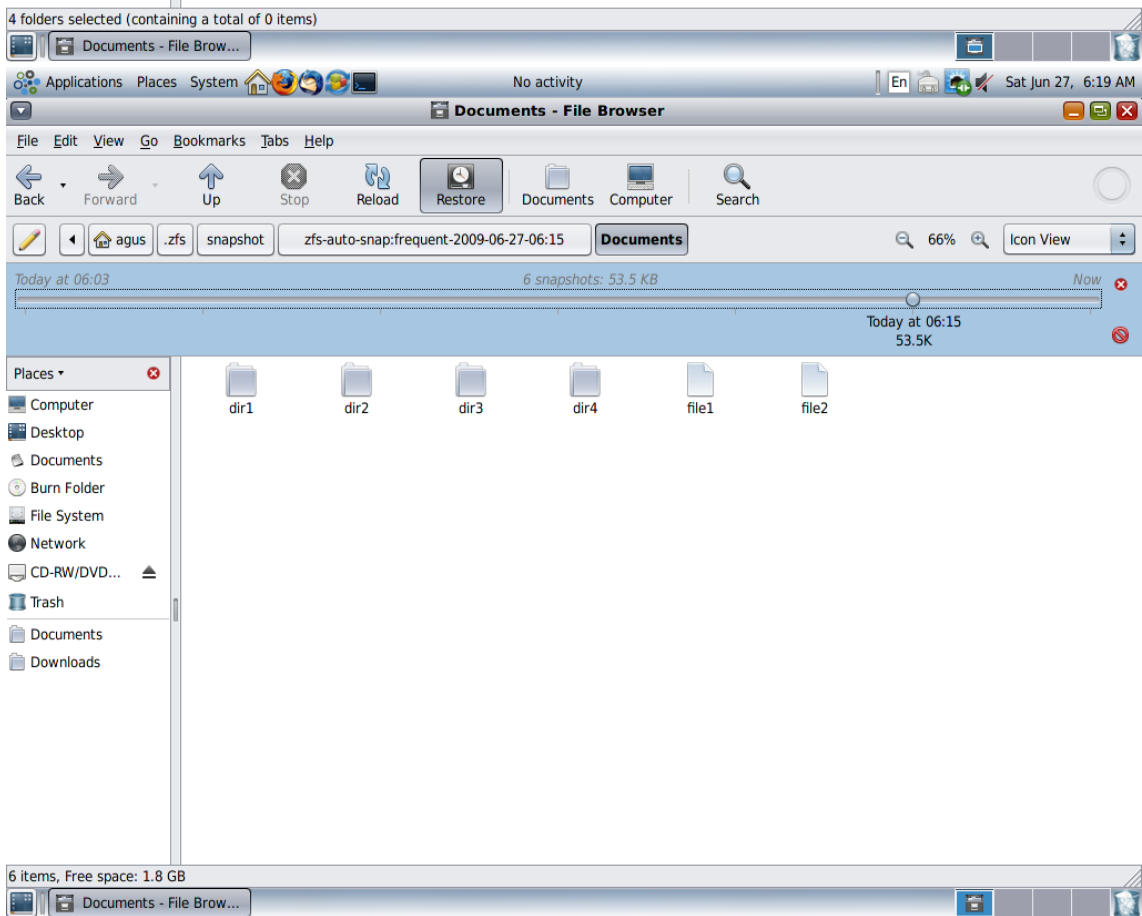 4 folders selected (containing a total of 0 items)
Documents - File Brow...
Applications Places System No activity En Sat Jun 27, 6:19 AM
Documents - File Browser
File Edit View Go Bookmarks Tabs Help
Back Forward Up Stop Reload Restore Documents Computer Search
agus .zfs snapshot zfs-auto-snap:frequent-2009-06-27-06:15 Documents 66% Icon View
Today at 06:03 6 snapshots: 53.5 KB Now
Today at 06:15
53.5K
Places
Computer
Desktop
Documents
Burn Folder
File System
Network
CD-RW/DVD...
Trash
Documents
Downloads
dir1 dir2 dir3 dir4 file1 file2
6 items, Free space: 1.8 GB
Documents - File Brow...